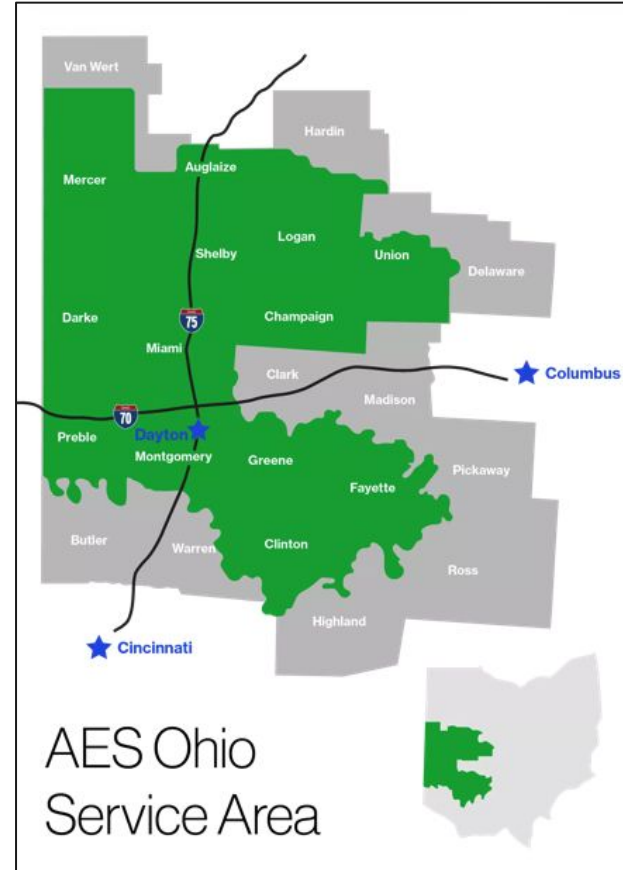 Van Wert
Hardin
Auglaize
Mercer
Logan
Shelby
Union
Delaware
Darke
Champaign
75
Miami
Clark
Columbus
Madison
70
Dayton
Preble
Montgomery
Greene
Pickaway
Fayette
Butler
Warren
Clinton
Ross
Highland
Cincinnati
AES Ohio
Service Area